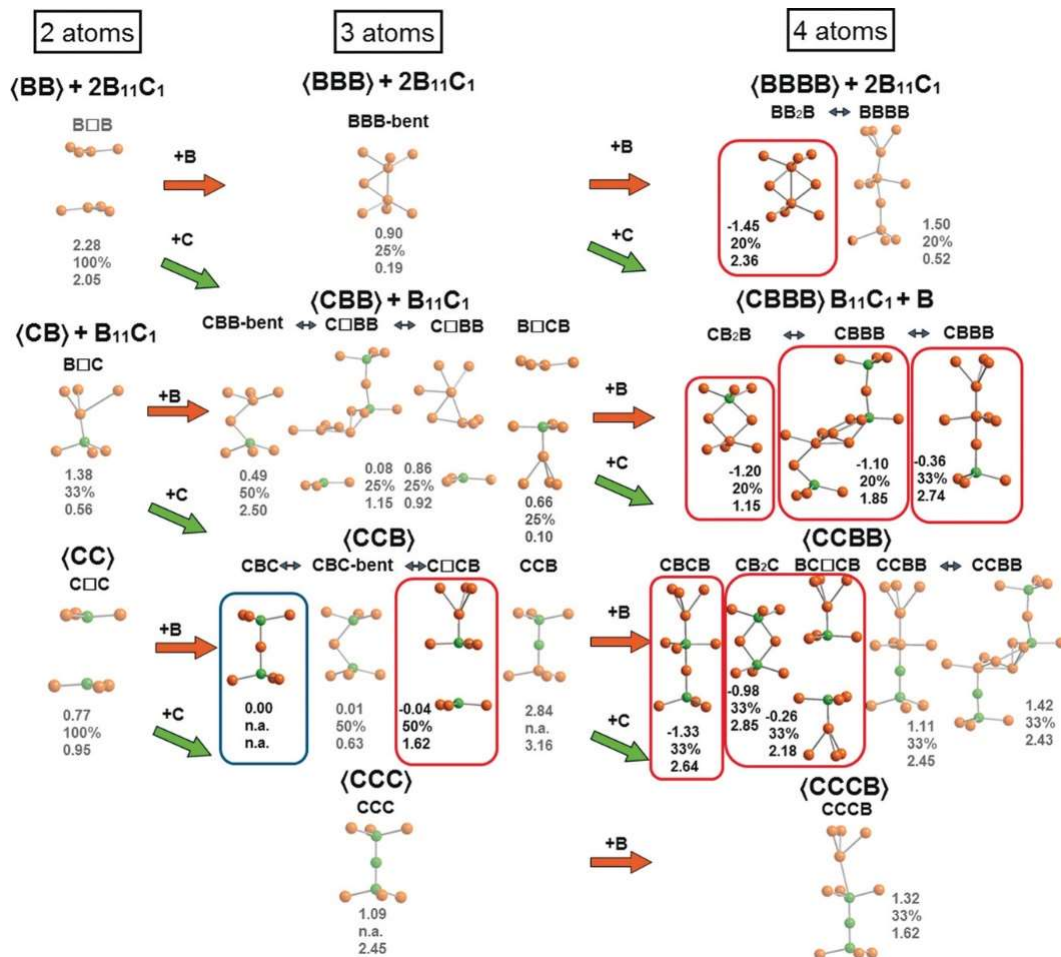 2 atoms
3 atoms
4 atoms
⟨BB⟩ + 2B₁₁C₁
B□B
2.28
100%
2.05
+B
+C
⟨BBB⟩ + 2B₁₁C₁
BBB-bent
0.90
25%
0.19
+B
+C
⟨BBBB⟩ + 2B₁₁C₁
BB₂B ↔ BBBB
-1.45
20%
2.36
1.50
20%
0.52
⟨CB⟩ + B₁₁C₁
B□C
1.38
33%
0.56
+B
+C
⟨CBB⟩ + B₁₁C₁
CBB-bent ↔ C□BB ↔ C□BB B□CB
0.49
50%
2.50
0.08
25%
1.15
0.86
25%
0.92
0.66
25%
0.10
+B
+C
⟨CBBB⟩ B₁₁C₁ + B
CB₂B ↔ CBBB ↔ CBBB
-1.20
20%
1.15
-1.10
20%
1.85
-0.36
33%
2.74
⟨CC⟩
C□C
0.77
100%
0.95
+B
+C
⟨CCB⟩
CBC ↔ CBC-bent ↔ C□CB CCB
0.00
n.a.
n.a.
0.01
50%
0.63
-0.04
50%
1.62
2.84
n.a.
3.16
+B
+C
⟨CCBB⟩
CBCB CB₂C BC□CB CCBB ↔ CCBB
-1.33
33%
2.64
-0.98
33%
2.85
-0.26
33%
2.18
1.11
33%
2.45
1.42
33%
2.43
⟨CCC⟩
CCC
1.09
n.a.
2.45
+B
⟨CCCB⟩
CCCB
1.32
33%
1.62